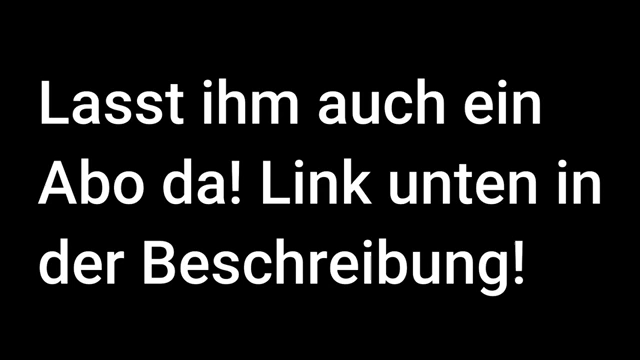 Lasst ihm auch ein
Abo da! Link unten in
der Beschreibung!